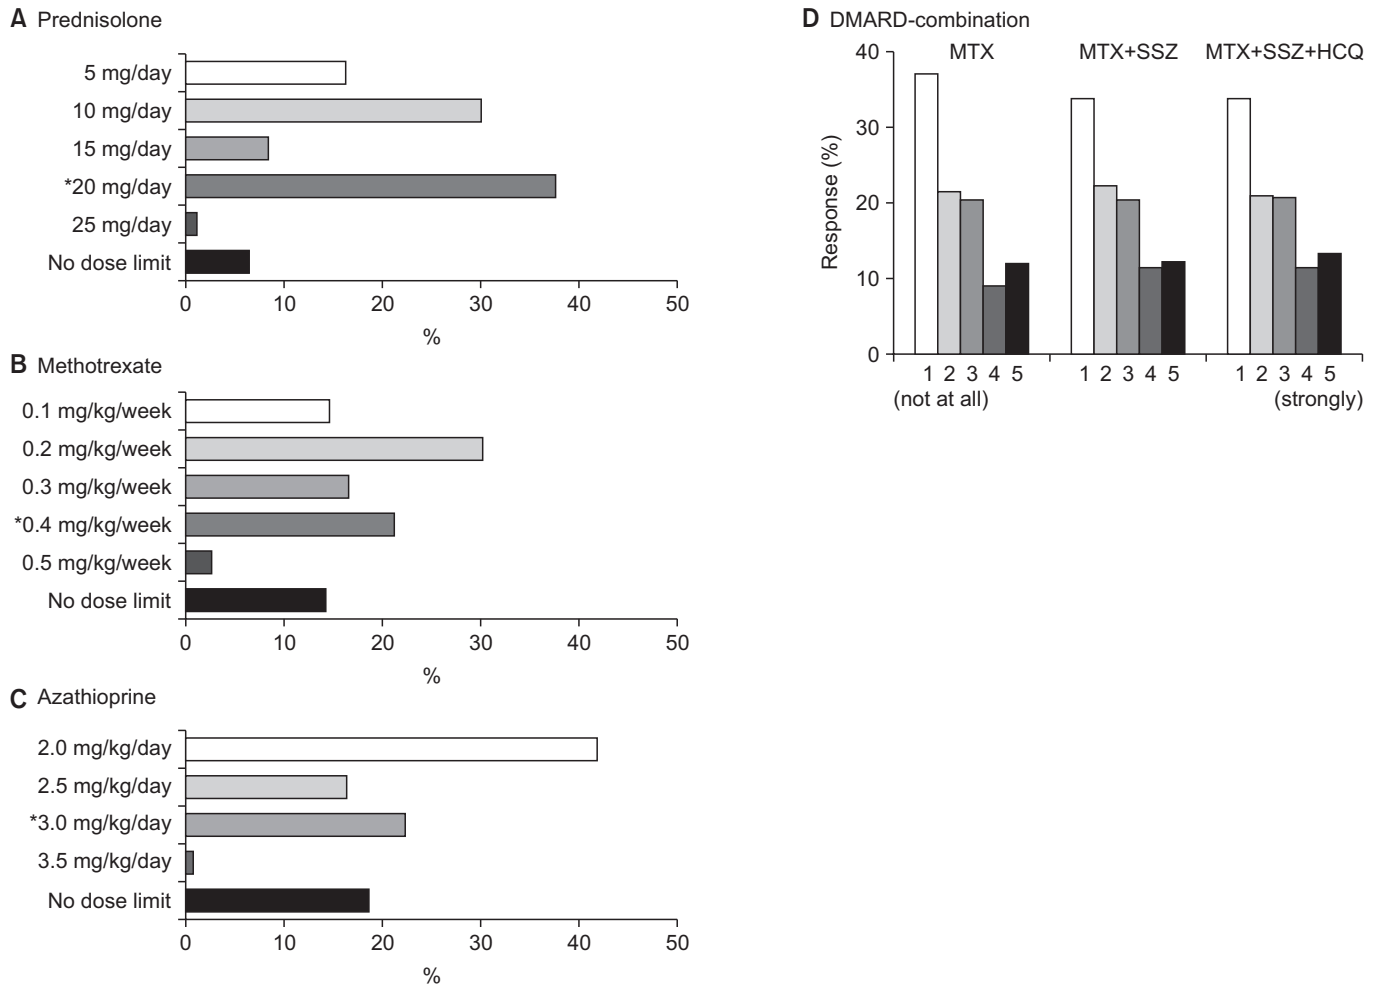 A Prednisolone
5 mg/day
10 mg/day
15 mg/day
*20 mg/day
25 mg/day
No dose limit
0 10 20 30 40 50
%
B Methotrexate
0.1 mg/kg/week
0.2 mg/kg/week
0.3 mg/kg/week
*0.4 mg/kg/week
0.5 mg/kg/week
No dose limit
0 10 20 30 40 50
%
C Azathioprine
2.0 mg/kg/day
2.5 mg/kg/day
*3.0 mg/kg/day
3.5 mg/kg/day
No dose limit
0 10 20 30 40 50
%
D DMARD-combination
MTX MTX+SSZ MTX+SSZ+HCQ
Response (%)
40
30
20
10
0
1 2 3 4 5 1 2 3 4 5 1 2 3 4 5
(not at all) (strongly)